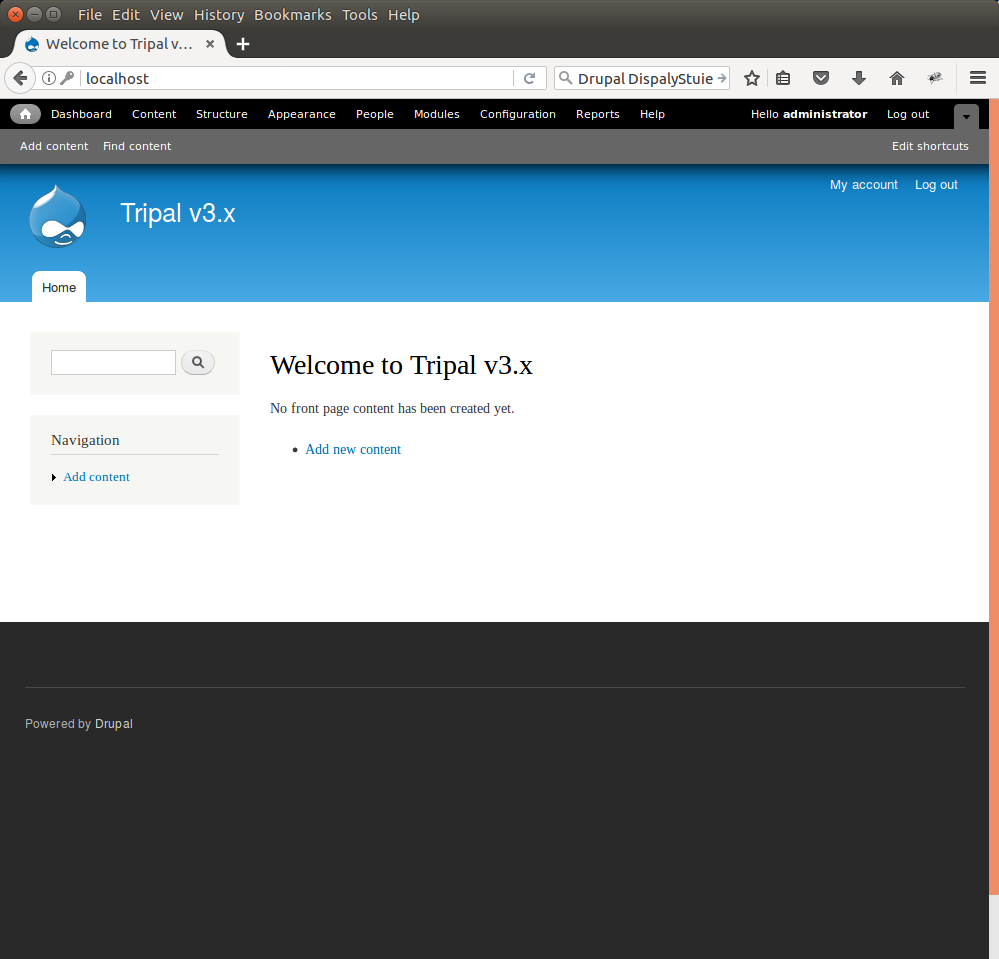 File Edit View History Bookmarks Tools Help
Welcome to Tripal v...
localhost
Drupal DispalyStuie
Dashboard Content Structure Appearance People Modules Configuration Reports Help Hello administrator Log out
Add content Find content Edit shortcuts
My account Log out
Tripal v3.x
Home
Welcome to Tripal v3.x
No front page content has been created yet.
Navigation
Add new content
Add content
Powered by Drupal